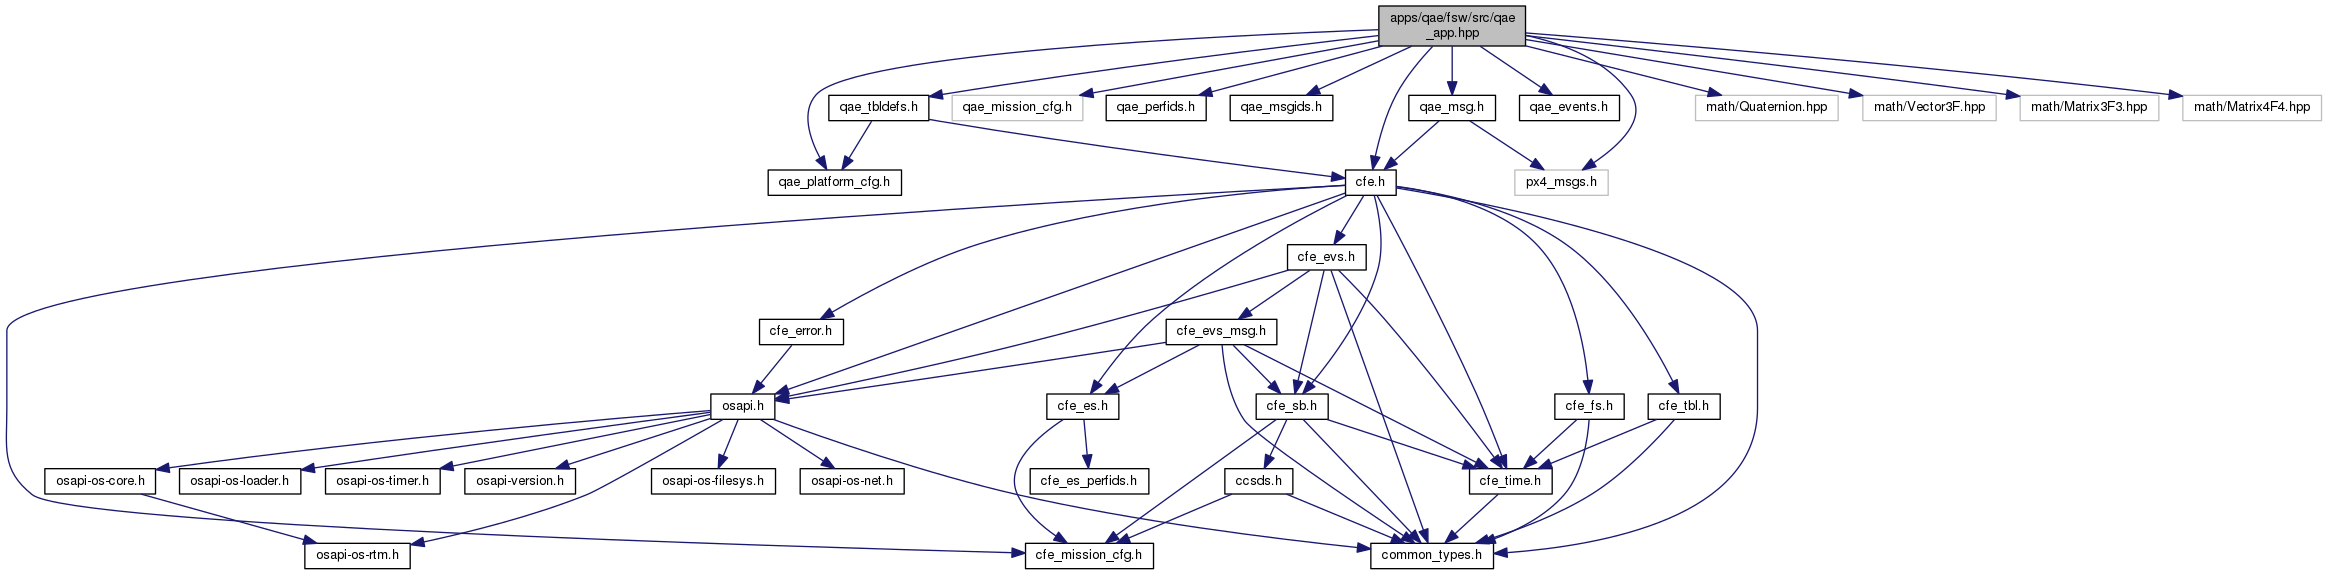 apps/qae/fsw/src/qae
_app.hpp
qae_tbldefs.h
qae_mission_cfg.h
qae_perfids.h
qae_msgids.h
qae_msg.h
qae_events.h
math/Quaternion.hpp
math/Vector3F.hpp
math/Matrix3F3.hpp
math/Matrix4F4.hpp
qae_platform_cfg.h
cfe.h
px4_msgs.h
cfe_evs.h
cfe_error.h
cfe_evs_msg.h
osapi.h
cfe_es.h
cfe_sb.h
cfe_fs.h
cfe_tbl.h
osapi-os-core.h
osapi-os-loader.h
osapi-os-timer.h
osapi-version.h
osapi-os-filesys.h
osapi-os-net.h
cfe_es_perfids.h
ccsds.h
cfe_time.h
osapi-os-rtm.h
cfe_mission_cfg.h
common_types.h